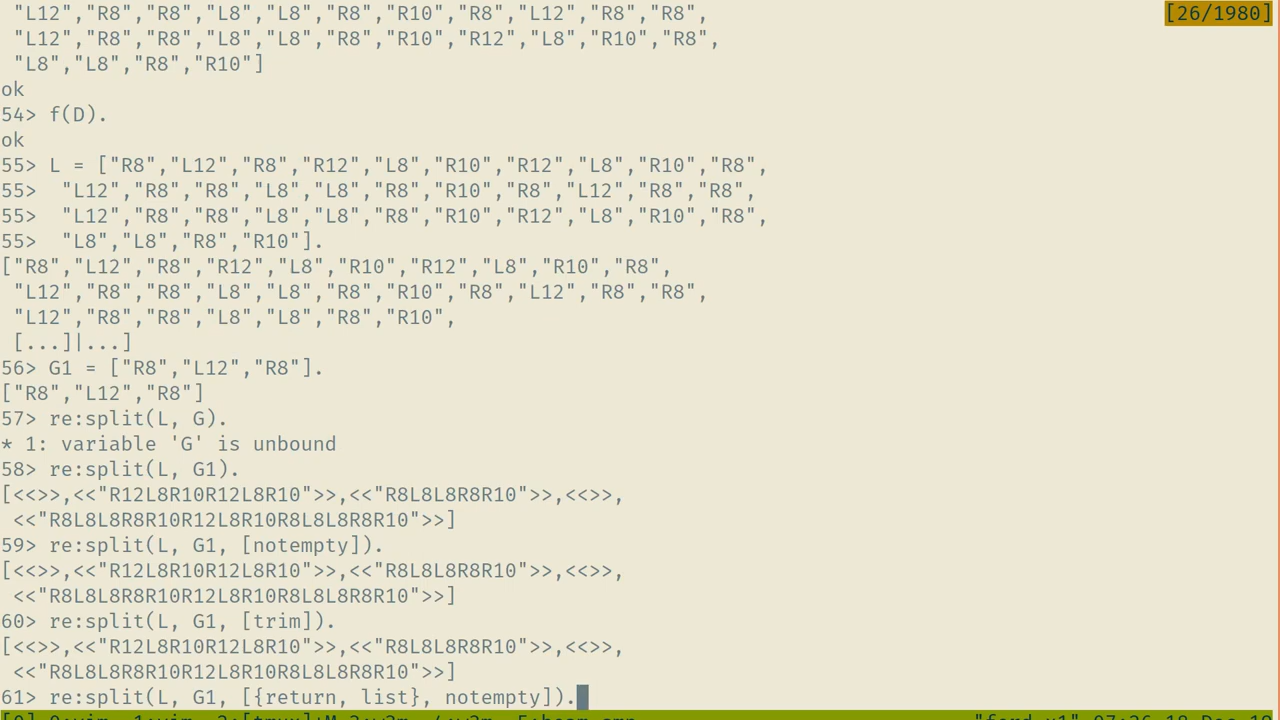 "L12","R8","R8","L8","L8","R8","R10","R8","L12","R8","R8",
[26/1980]
"L12","R8","R8","L8","L8","R8","R10","R12","L8","R10","R8",
"L8","L8","R8","R10"]
ok
54> f(D).
ok
55> L = ["R8","L12","R8","R12","L8","R10","R12","L8","R10","R8",
55>  "L12","R8","R8","L8","L8","R8","R10","R8","L12","R8","R8",
55>  "L12","R8","R8","L8","L8","R8","R10","R12","L8","R10","R8",
55>  "L8","L8","R8","R10"].
["R8","L12","R8","R12","L8","R10","R12","L8","R10","R8",
"L12","R8","R8","L8","L8","R8","R10","R8","L12","R8","R8",
"L12","R8","R8","L8","L8","R8","R10",
[...]|...]
56> G1 = ["R8","L12","R8"].
["R8","L12","R8"]
57> re:split(L, G).
* 1: variable 'G' is unbound
58> re:split(L, G1).
[<<>>,<<"R12L8R10R12L8R10">>,<<"R8L8L8R8R10">>,<<>>,
<<"R8L8L8R8R10R12L8R10R8L8L8R8R10">>]
59> re:split(L, G1, [notempty]).
[<<>>,<<"R12L8R10R12L8R10">>,<<"R8L8L8R8R10">>,<<>>,
<<"R8L8L8R8R10R12L8R10R8L8L8R8R10">>]
60> re:split(L, G1, [trim]).
[<<>>,<<"R12L8R10R12L8R10">>,<<"R8L8L8R8R10">>,<<>>,
<<"R8L8L8R8R10R12L8R10R8L8L8R8R10">>]
61> re:split(L, G1, [{return, list}, notempty]).